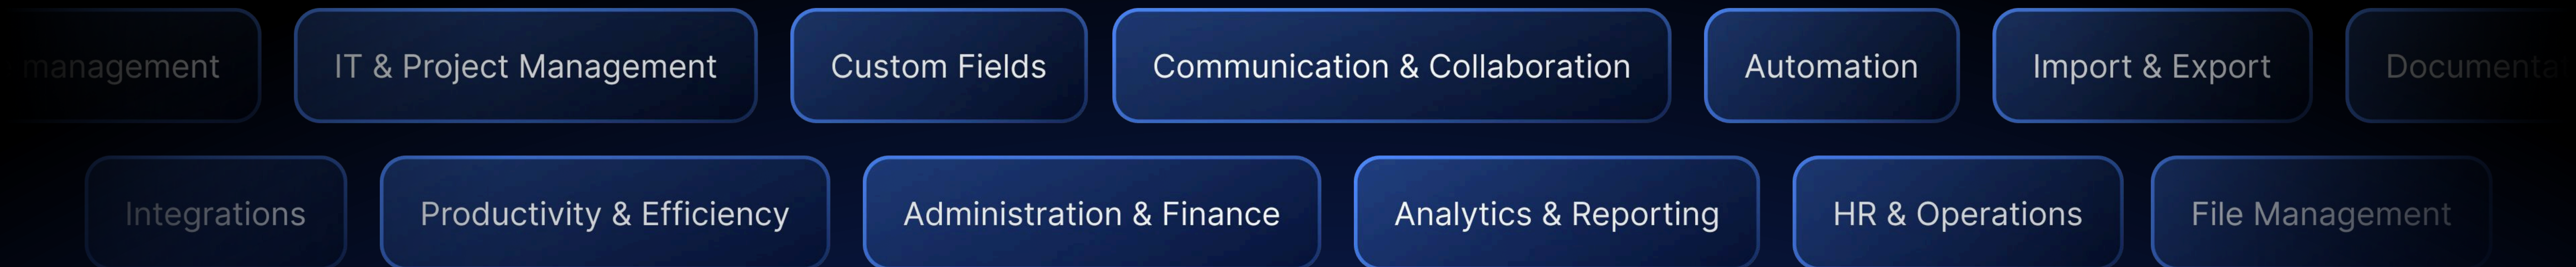 management IT & Project Management Custom Fields Communication & Collaboration Automation Import & Export Documenta
Integrations Productivity & Efficiency Administration & Finance Analytics & Reporting HR & Operations File Management